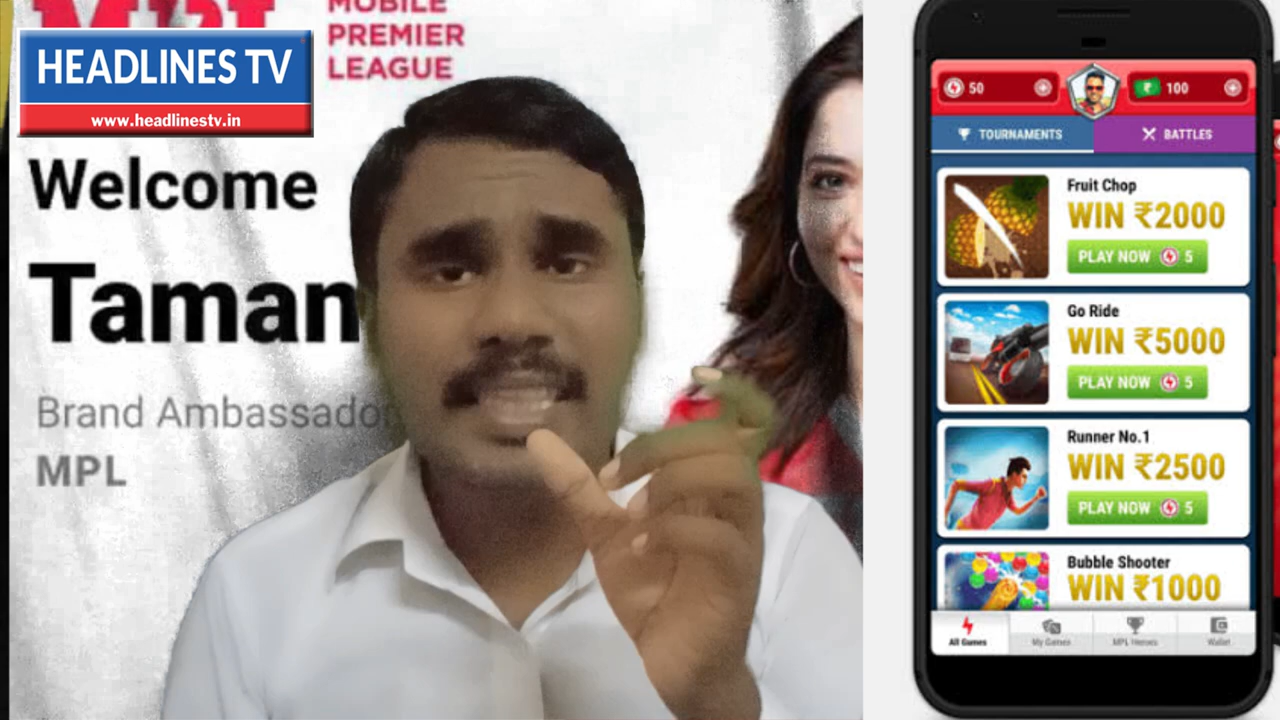 MPL
MOBILE
PREMIER
LEAGUE
HEADLINES TV
www.headlinestv.in
Welcome
Taman
Brand Ambassador
MPL
50
100
TOURNAMENTS
BATTLES
Fruit Chop
WIN ₹2000
PLAY NOW 5
Go Ride
WIN ₹5000
PLAY NOW 5
Runner No.1
WIN ₹2500
PLAY NOW 5
Bubble Shooter
WIN ₹1000
All Games
My Games
MPL Heroes
Wallet